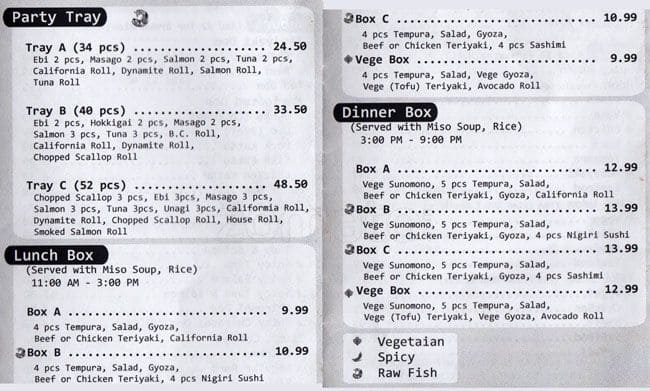 Party Tray
Tray A (34 pcs) .................. 24.50
Ebi 2 pcs, Masago 2 pcs, Salmon 2 pcs, Tuna 2 pcs,
California Roll, Dynamite Roll, Salmon Roll,
Tuna Roll
Tray B (40 pcs) .................. 33.50
Ebi 2 pcs, Hokkigai 2 pcs, Masago 2 pcs,
Salmon 3 pcs, Tuna 3 pcs, B.C. Roll,
California Roll, Dynamite Roll,
Chopped Scallop Roll
Tray C (52 pcs) .................. 48.50
Chopped Scallop 3 pcs, Ebi 3pcs, Masago 3 pcs,
Salmon 3 pcs, Tuna 3pcs, Unagi 3pcs, California Roll,
Dynamite Roll, Chopped Scallop Roll, House Roll,
Smoked Salmon Roll
Lunch Box
(Served with Miso Soup, Rice)
11:00 AM - 3:00 PM
Box A .............................. 9.99
4 pcs Tempura, Salad, Gyoza,
Beef or Chicken Teriyaki, California Roll
Box B ............................. 10.99
4 pcs Tempura, Salad, Gyoza,
Beef or Chicken Teriyaki, 4 pcs Nigiri Sushi
Box C ............................. 10.99
4 pcs Tempura, Salad, Gyoza,
Beef or Chicken Teriyaki, 4 pcs Sashimi
Vege Box ........................... 9.99
4 pcs Tempura, Salad, Vege Gyoza,
Vege (Tofu) Teriyaki, Avocado Roll
Dinner Box
(Served with Miso Soup, Rice)
3:00 PM - 9:00 PM
Box A ............................. 12.99
Vege Sunomono, 5 pcs Tempura, Salad,
Beef or Chicken Teriyaki, Gyoza, California Roll
Box B ............................. 13.99
Vege Sunomono, 5 pcs Tempura, Salad,
Beef or Chicken Teriyaki, Gyoza, 4 pcs Nigiri Sushi
Box C ............................. 13.99
Vege Sunomono, 5 pcs Tempura, Salad,
Beef or Chicken Teriyaki, Gyoza, 4 pcs Sashimi
Vege Box .......................... 12.99
Vege Sunomono, 5 pcs Tempura, Salad,
Vege (Tofu) Teriyaki, Vege Gyoza, Avocado Roll
Vegetaian
Spicy
Raw Fish